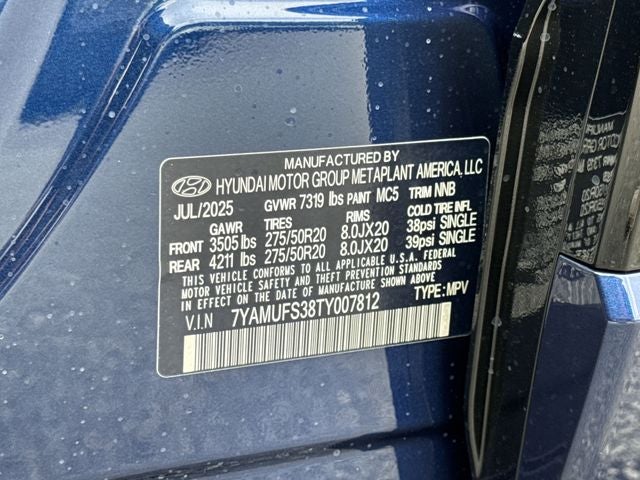 MANUFACTURED BY
HYUNDAI MOTOR GROUP METAPLANT AMERICA, LLC
JUL/2025 GVWR 7319 lbs PAINT MC5 TRIM NNB
GAWR TIRES RIMS COLD TIRE INFL
FRONT 3505 lbs 275/50R20 8.0JX20 38psi SINGLE
REAR 4211 lbs 275/50R20 8.0JX20 39psi SINGLE
THIS VEHICLE CONFORMS TO ALL APPLICABLE U.S.A. FEDERAL
MOTOR VEHICLE SAFETY AND THEFT PREVENTION STANDARDS
IN EFFECT ON THE DATE OF MANUFACTURE SHOWN ABOVE
V.I.N 7YAMUFS38TY007812 TYPE: MPV